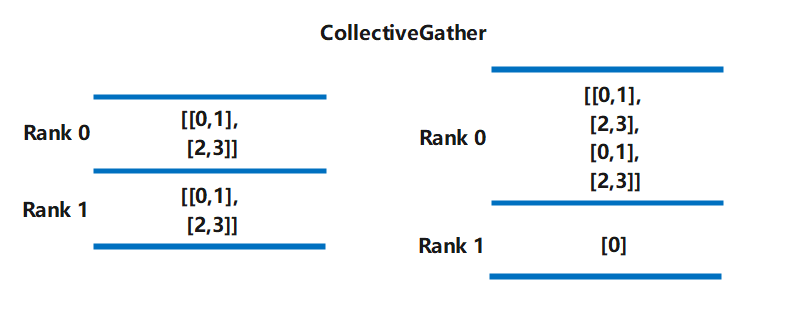 CollectiveGather
Rank 0
[[0,1],
[2,3]]
Rank 1
[[0,1],
[2,3]]
Rank 0
[[0,1],
[2,3],
[0,1],
[2,3]]
Rank 1
[0]